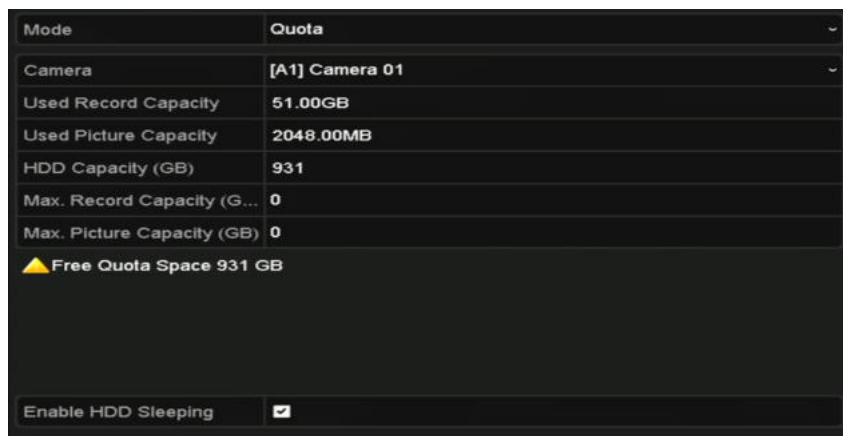 Mode Quota
Camera [A1] Camera 01
Used Record Capacity 51.00GB
Used Picture Capacity 2048.00MB
HDD Capacity (GB) 931
Max. Record Capacity (G... 0
Max. Picture Capacity (GB) 0
Free Quota Space 931 GB
Enable HDD Sleeping